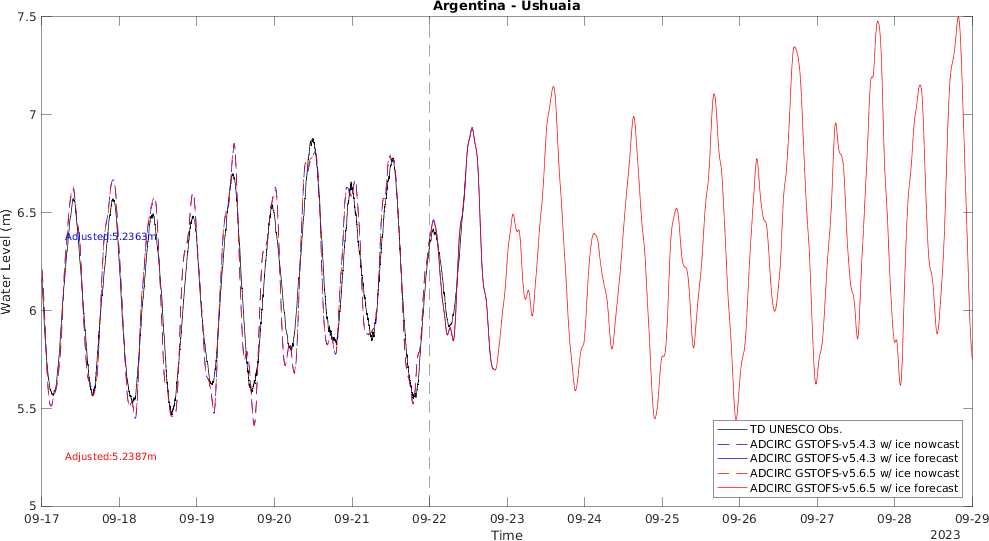 Argentina - Ushuaia
7.5
7
6.5
6
5.5
5
Water Level (m)
Adjusted:5.2363m
Adjusted:5.2387m
TD UNESCO Obs.
ADCIRC GSTOFS-v5.4.3 w/ ice nowcast
ADCIRC GSTOFS-v5.4.3 w/ ice forecast
ADCIRC GSTOFS-v5.6.5 w/ ice nowcast
ADCIRC GSTOFS-v5.6.5 w/ ice forecast
09-17 09-18 09-19 09-20 09-21 09-22 09-23 09-24 09-25 09-26 09-27 09-28 09-29
Time
2023